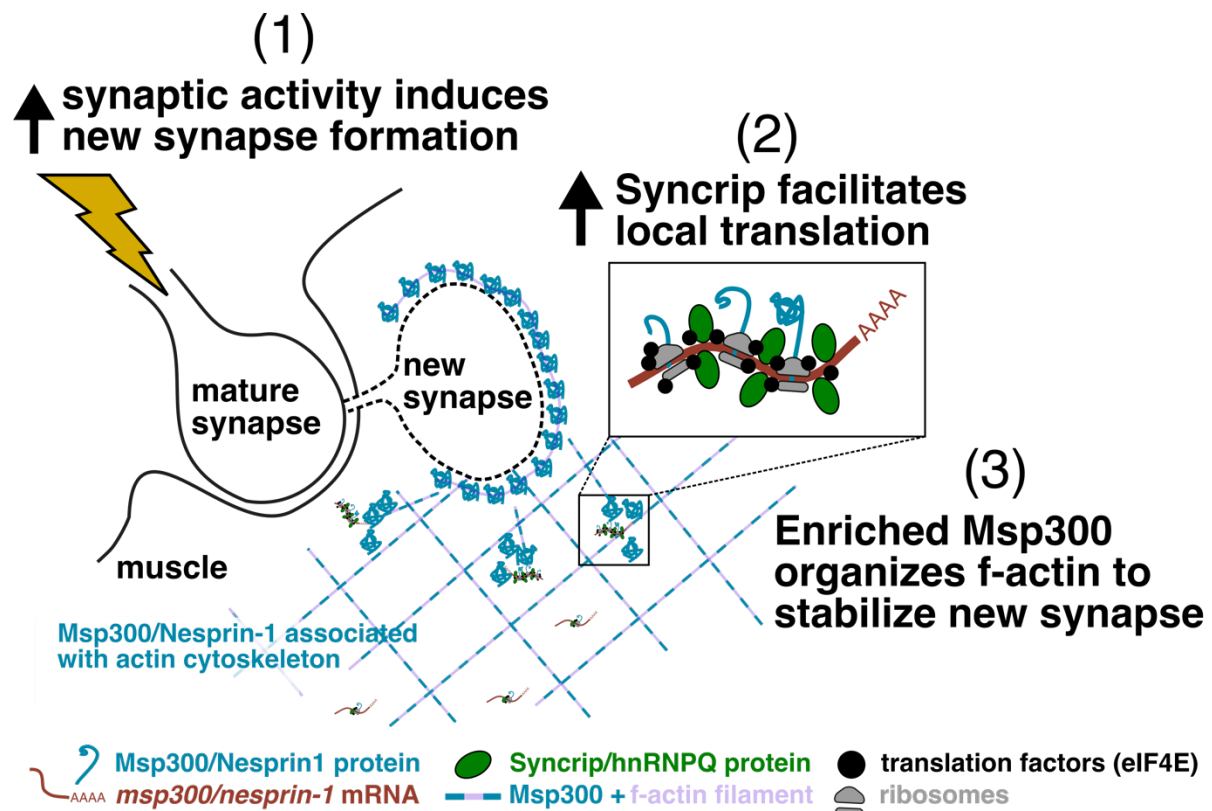 (1)
synaptic activity induces
new synapse formation
(2)
Syncrip facilitates
local translation
AAAA
new
synapse
mature
synapse
(3)
Enriched Msp300
organizes f-actin to
stabilize new synapse
muscle
Msp300/Nesprin-1 associated
with actin cytoskeleton
Msp300/Nesprin1 protein
Syncrip/hnRNPQ protein
translation factors (eIF4E)
AAAA
msp300/nesprin-1 mRNA
Msp300 + f-actin filament
ribosomes